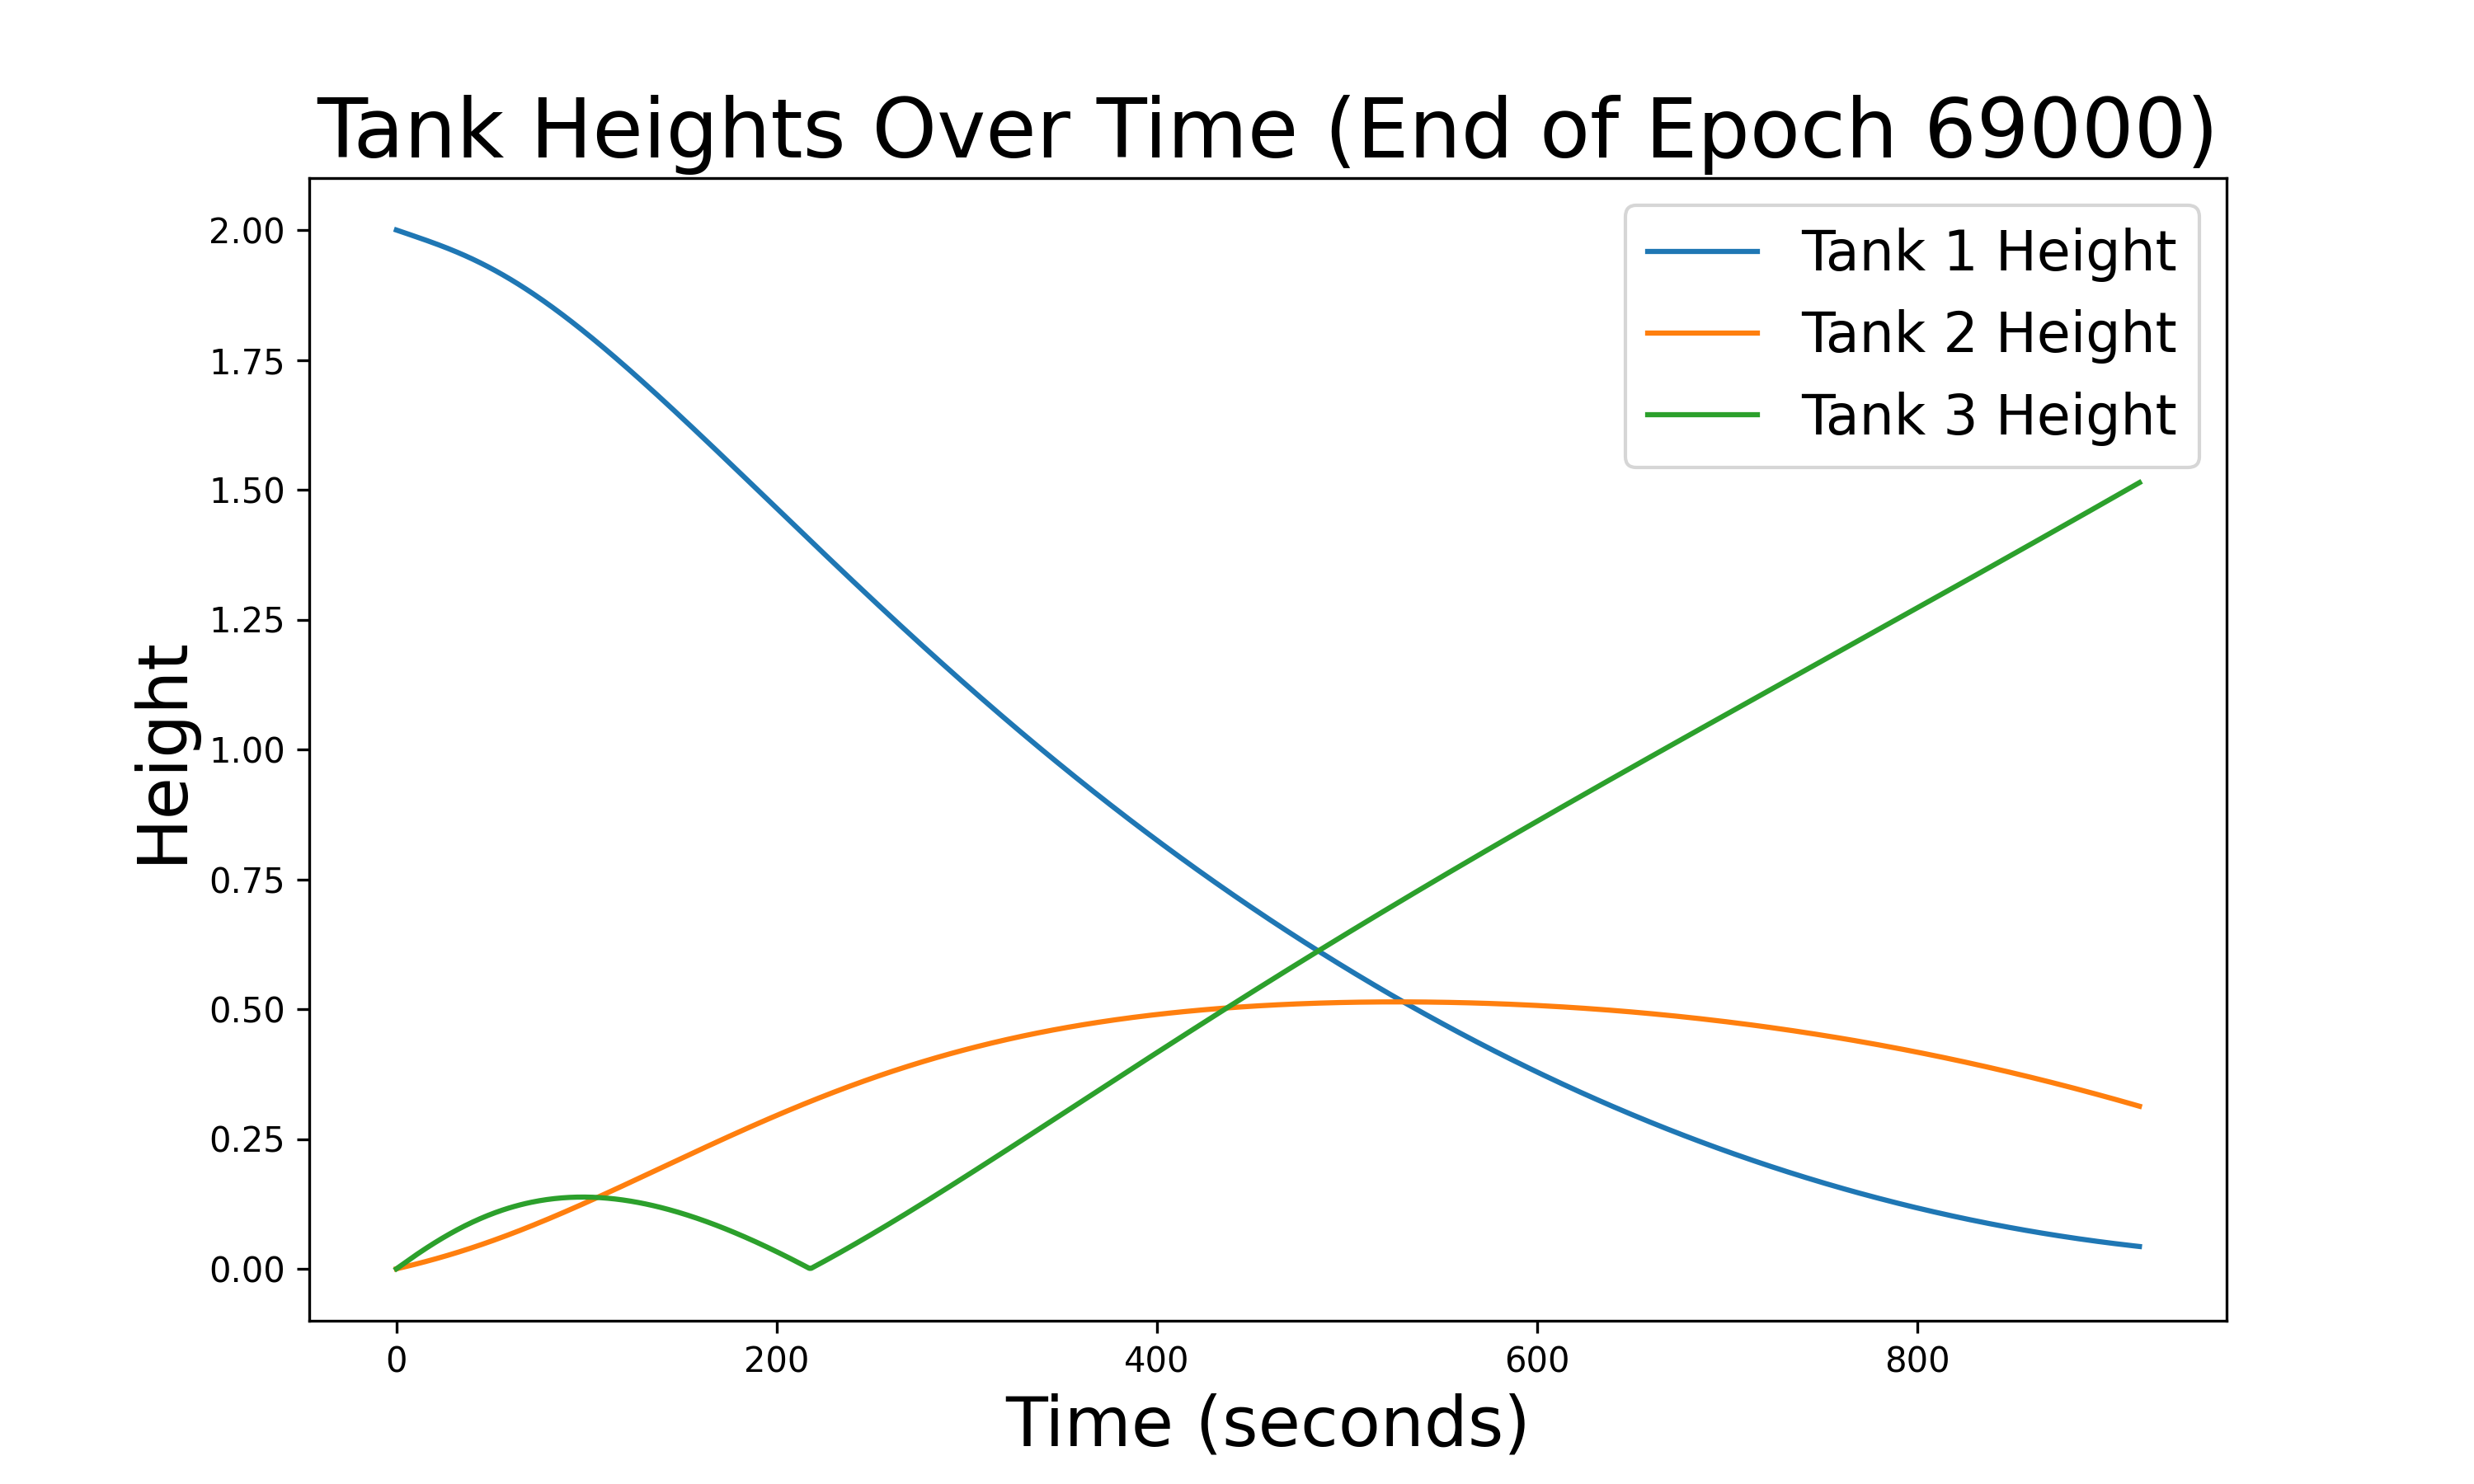 Tank Heights Over Time (End of Epoch 69000)
Tank 1 Height
Tank 2 Height
Tank 3 Height
Height
2.00
1.75
1.50
1.25
1.00
0.75
0.50
0.25
0.00
0 200 400 600 800
Time (seconds)